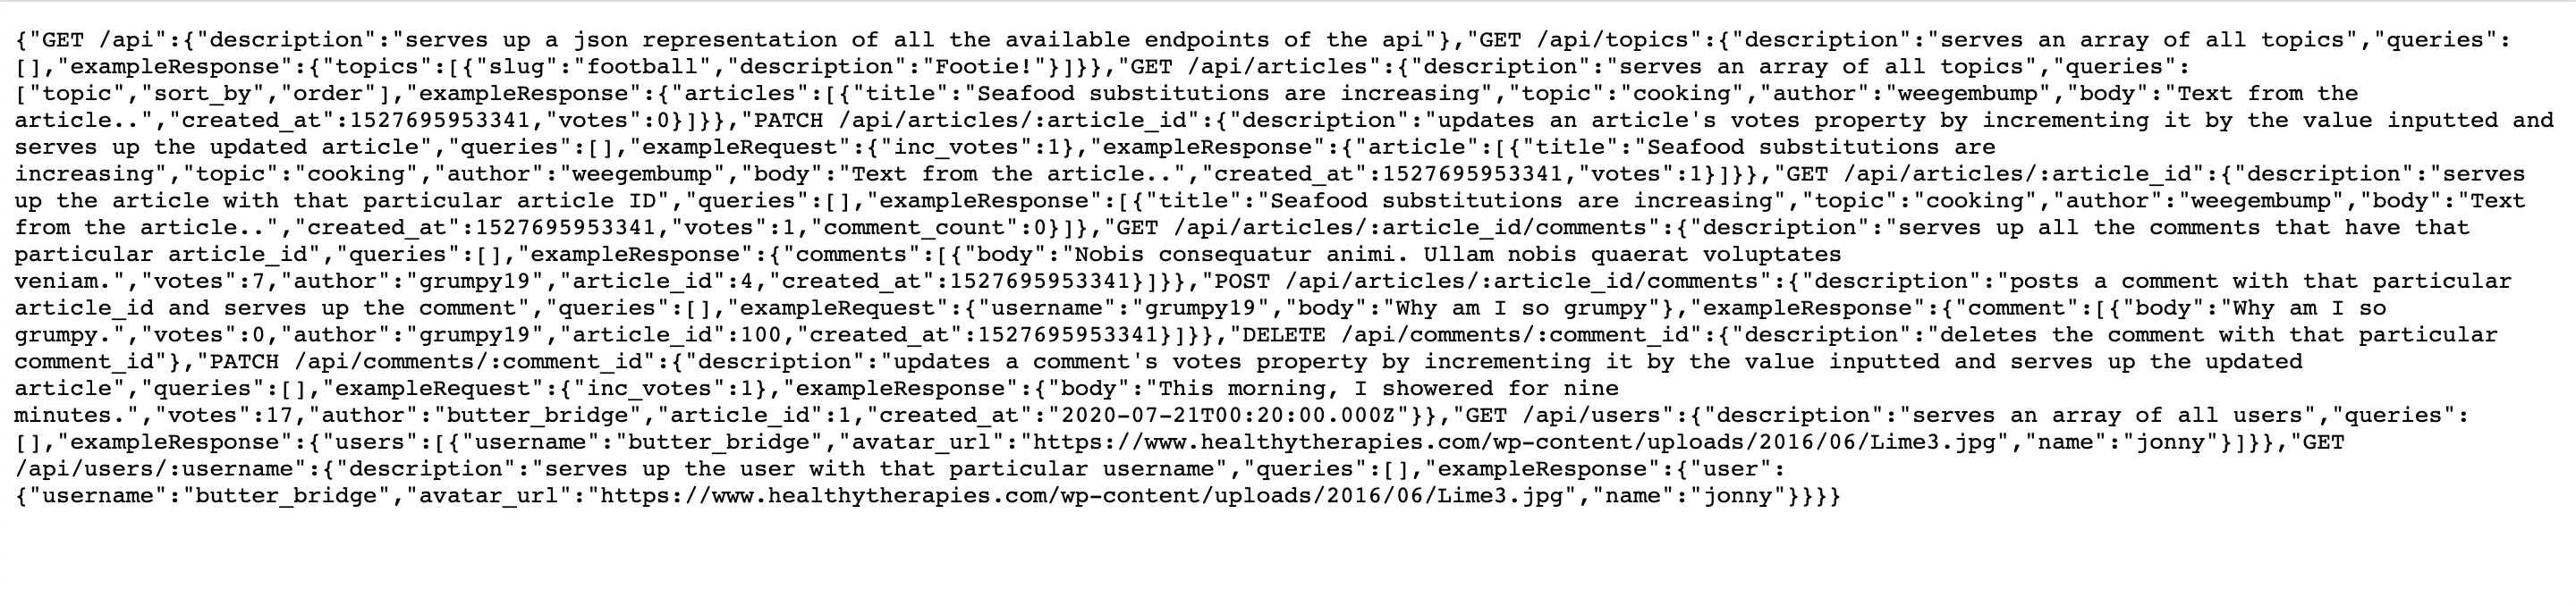 {"GET /api":{"description":"serves up a json representation of all the available endpoints of the api"},"GET /api/topics":{"description":"serves an array of all topics","queries":
[],"exampleResponse":{"topics":[{"slug":"football","description":"Footie!"}]}},"GET /api/articles":{"description":"serves an array of all topics","queries":
["topic","sort_by","order"],"exampleResponse":{"articles":[{"title":"Seafood substitutions are increasing","topic":"cooking","author":"weegembump","body":"Text from the
article..","created_at":1527695953341,"votes":0}]}},"PATCH /api/articles/:article_id":{"description":"updates an article's votes property by incrementing it by the value inputted and
serves up the updated article","queries":[],"exampleRequest":{"inc_votes":1},"exampleResponse":{"article":[{"title":"Seafood substitutions are
increasing","topic":"cooking","author":"weegembump","body":"Text from the article..","created_at":1527695953341,"votes":1}]}},"GET /api/articles/:article_id":{"description":"serves
up the article with that particular article ID","queries":[],"exampleResponse":[{"title":"Seafood substitutions are increasing","topic":"cooking","author":"weegembump","body":"Text
from the article..","created_at":1527695953341,"votes":1,"comment_count":0}]},"GET /api/articles/:article_id/comments":{"description":"serves up all the comments that have that
particular article_id","queries":[],"exampleResponse":{"comments":[{"body":"Nobis consequatur animi. Ullam nobis quaerat voluptates
veniam.","votes":7,"author":"grumpy19","article_id":4,"created_at":1527695953341}]}},"POST /api/articles/:article_id/comments":{"description":"posts a comment with that particular
article_id and serves up the comment","queries":[],"exampleRequest":{"username":"grumpy19","body":"Why am I so grumpy"},"exampleResponse":{"comment":[{"body":"Why am I so
grumpy.","votes":0,"author":"grumpy19","article_id":100,"created_at":1527695953341}]}},"DELETE /api/comments/:comment_id":{"description":"deletes the comment with that particular
comment_id"},"PATCH /api/comments/:comment_id":{"description":"updates a comment's votes property by incrementing it by the value inputted and serves up the updated
article","queries":[],"exampleRequest":{"inc_votes":1},"exampleResponse":{"body":"This morning, I showered for nine
minutes.","votes":17,"author":"butter_bridge","article_id":1,"created_at":"2020-07-21T00:20:00.000Z"}},"GET /api/users":{"description":"serves an array of all users","queries":
[],"exampleResponse":{"users":[{"username":"butter_bridge","avatar_url":"https://www.healthytherapies.com/wp-content/uploads/2016/06/Lime3.jpg","name":"jonny"}]}},"GET
/api/users/:username":{"description":"serves up the user with that particular username","queries":[],"exampleResponse":{"user":
{"username":"butter_bridge","avatar_url":"https://www.healthytherapies.com/wp-content/uploads/2016/06/Lime3.jpg","name":"jonny"}}}}